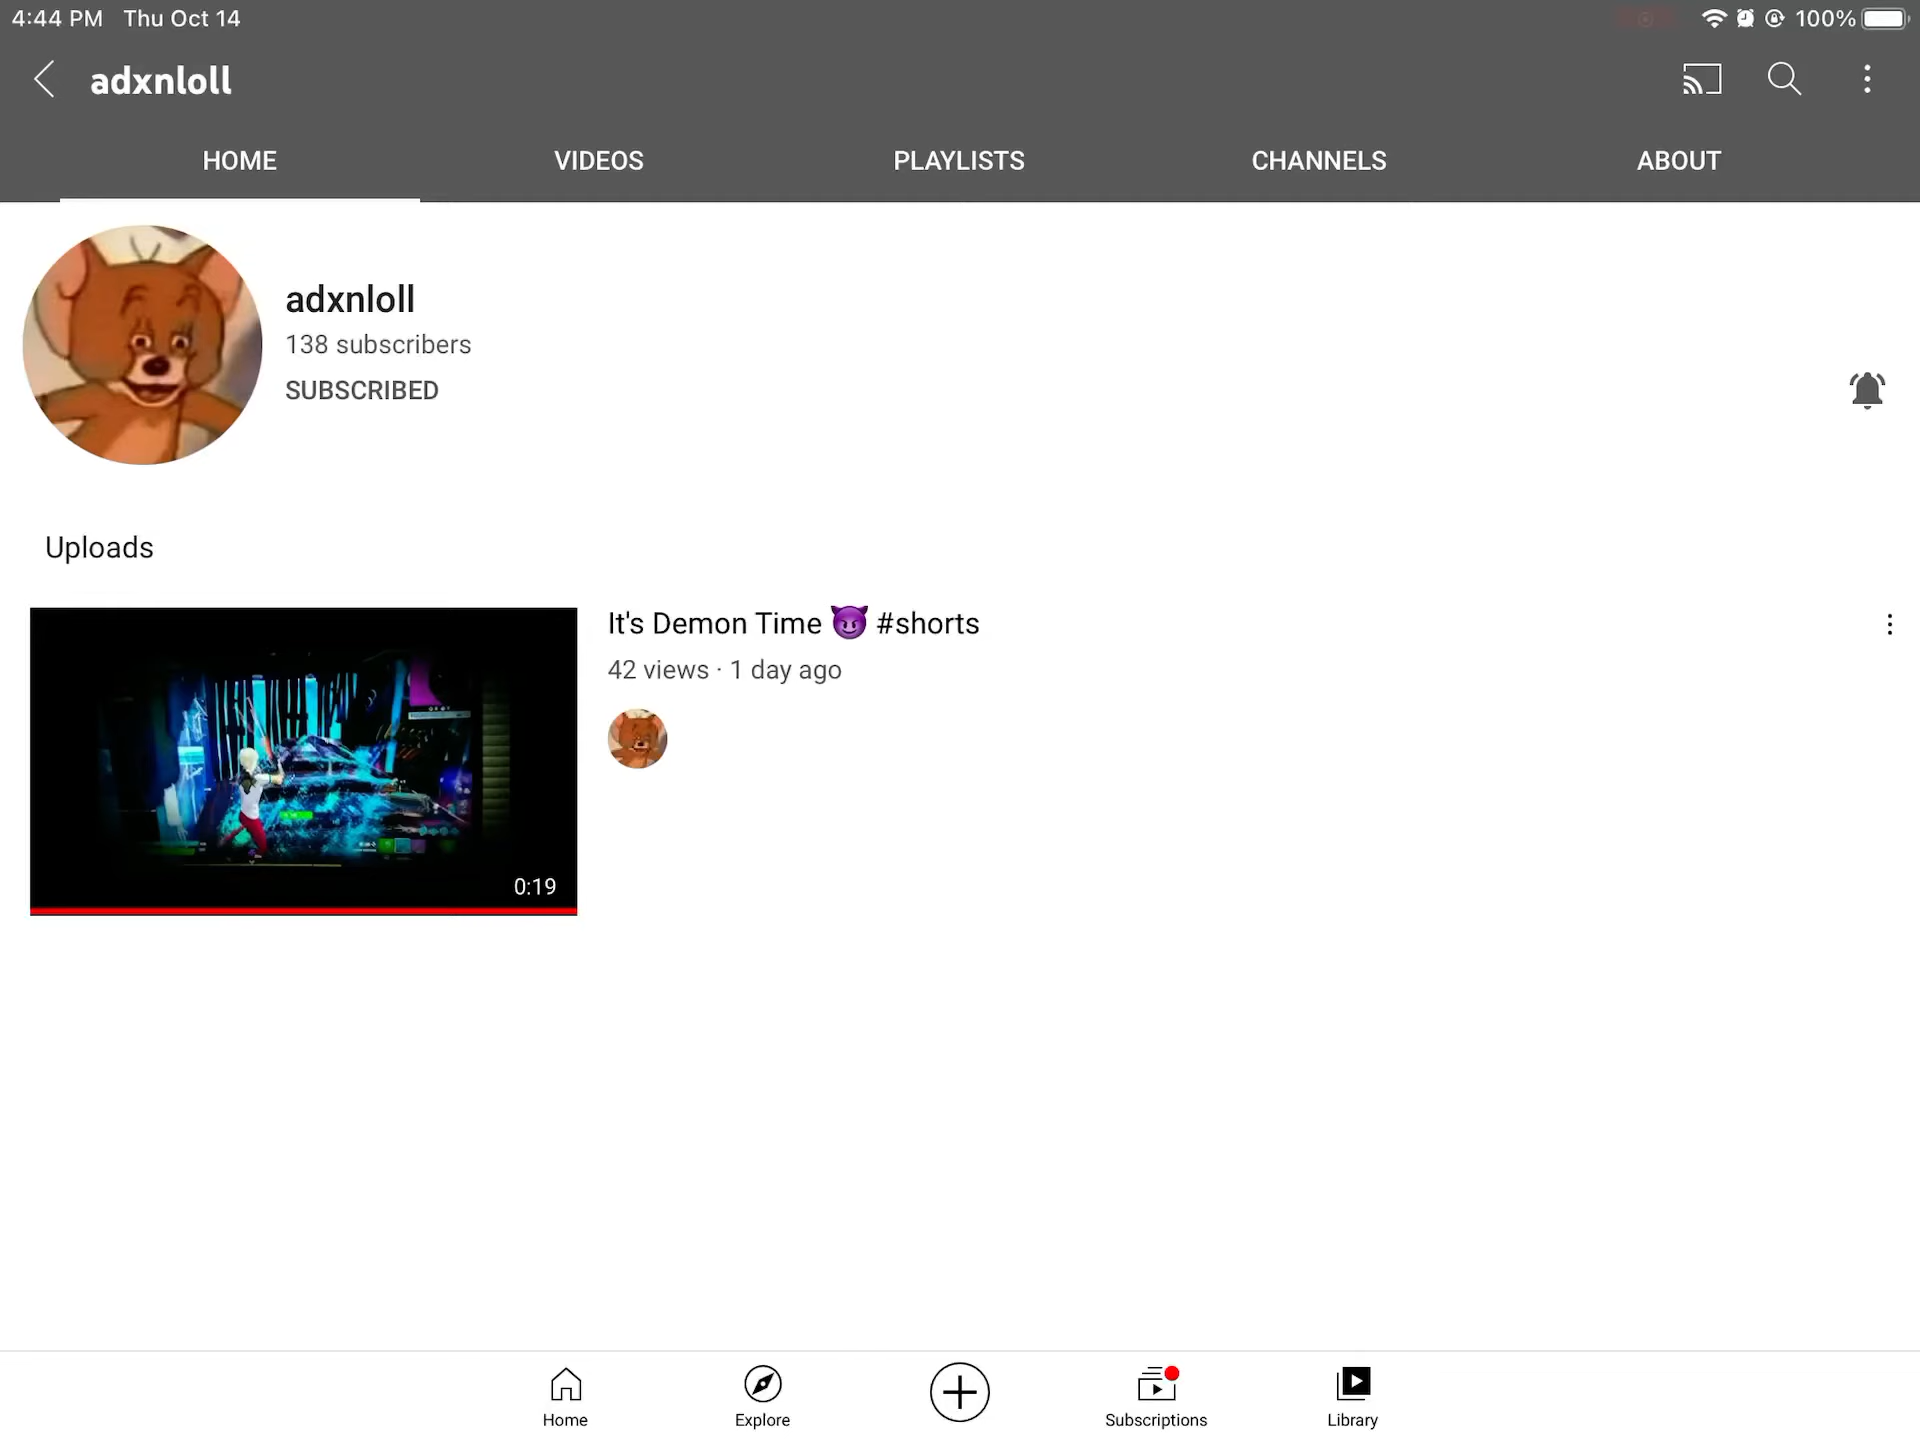 4:44 PM Thu Oct 14 100%
adxnloll
HOME VIDEOS PLAYLISTS CHANNELS ABOUT
adxnloll
138 subscribers
SUBSCRIBED
Uploads
It's Demon Time 😈 #shorts
42 views · 1 day ago
0:19
Home Explore Subscriptions Library